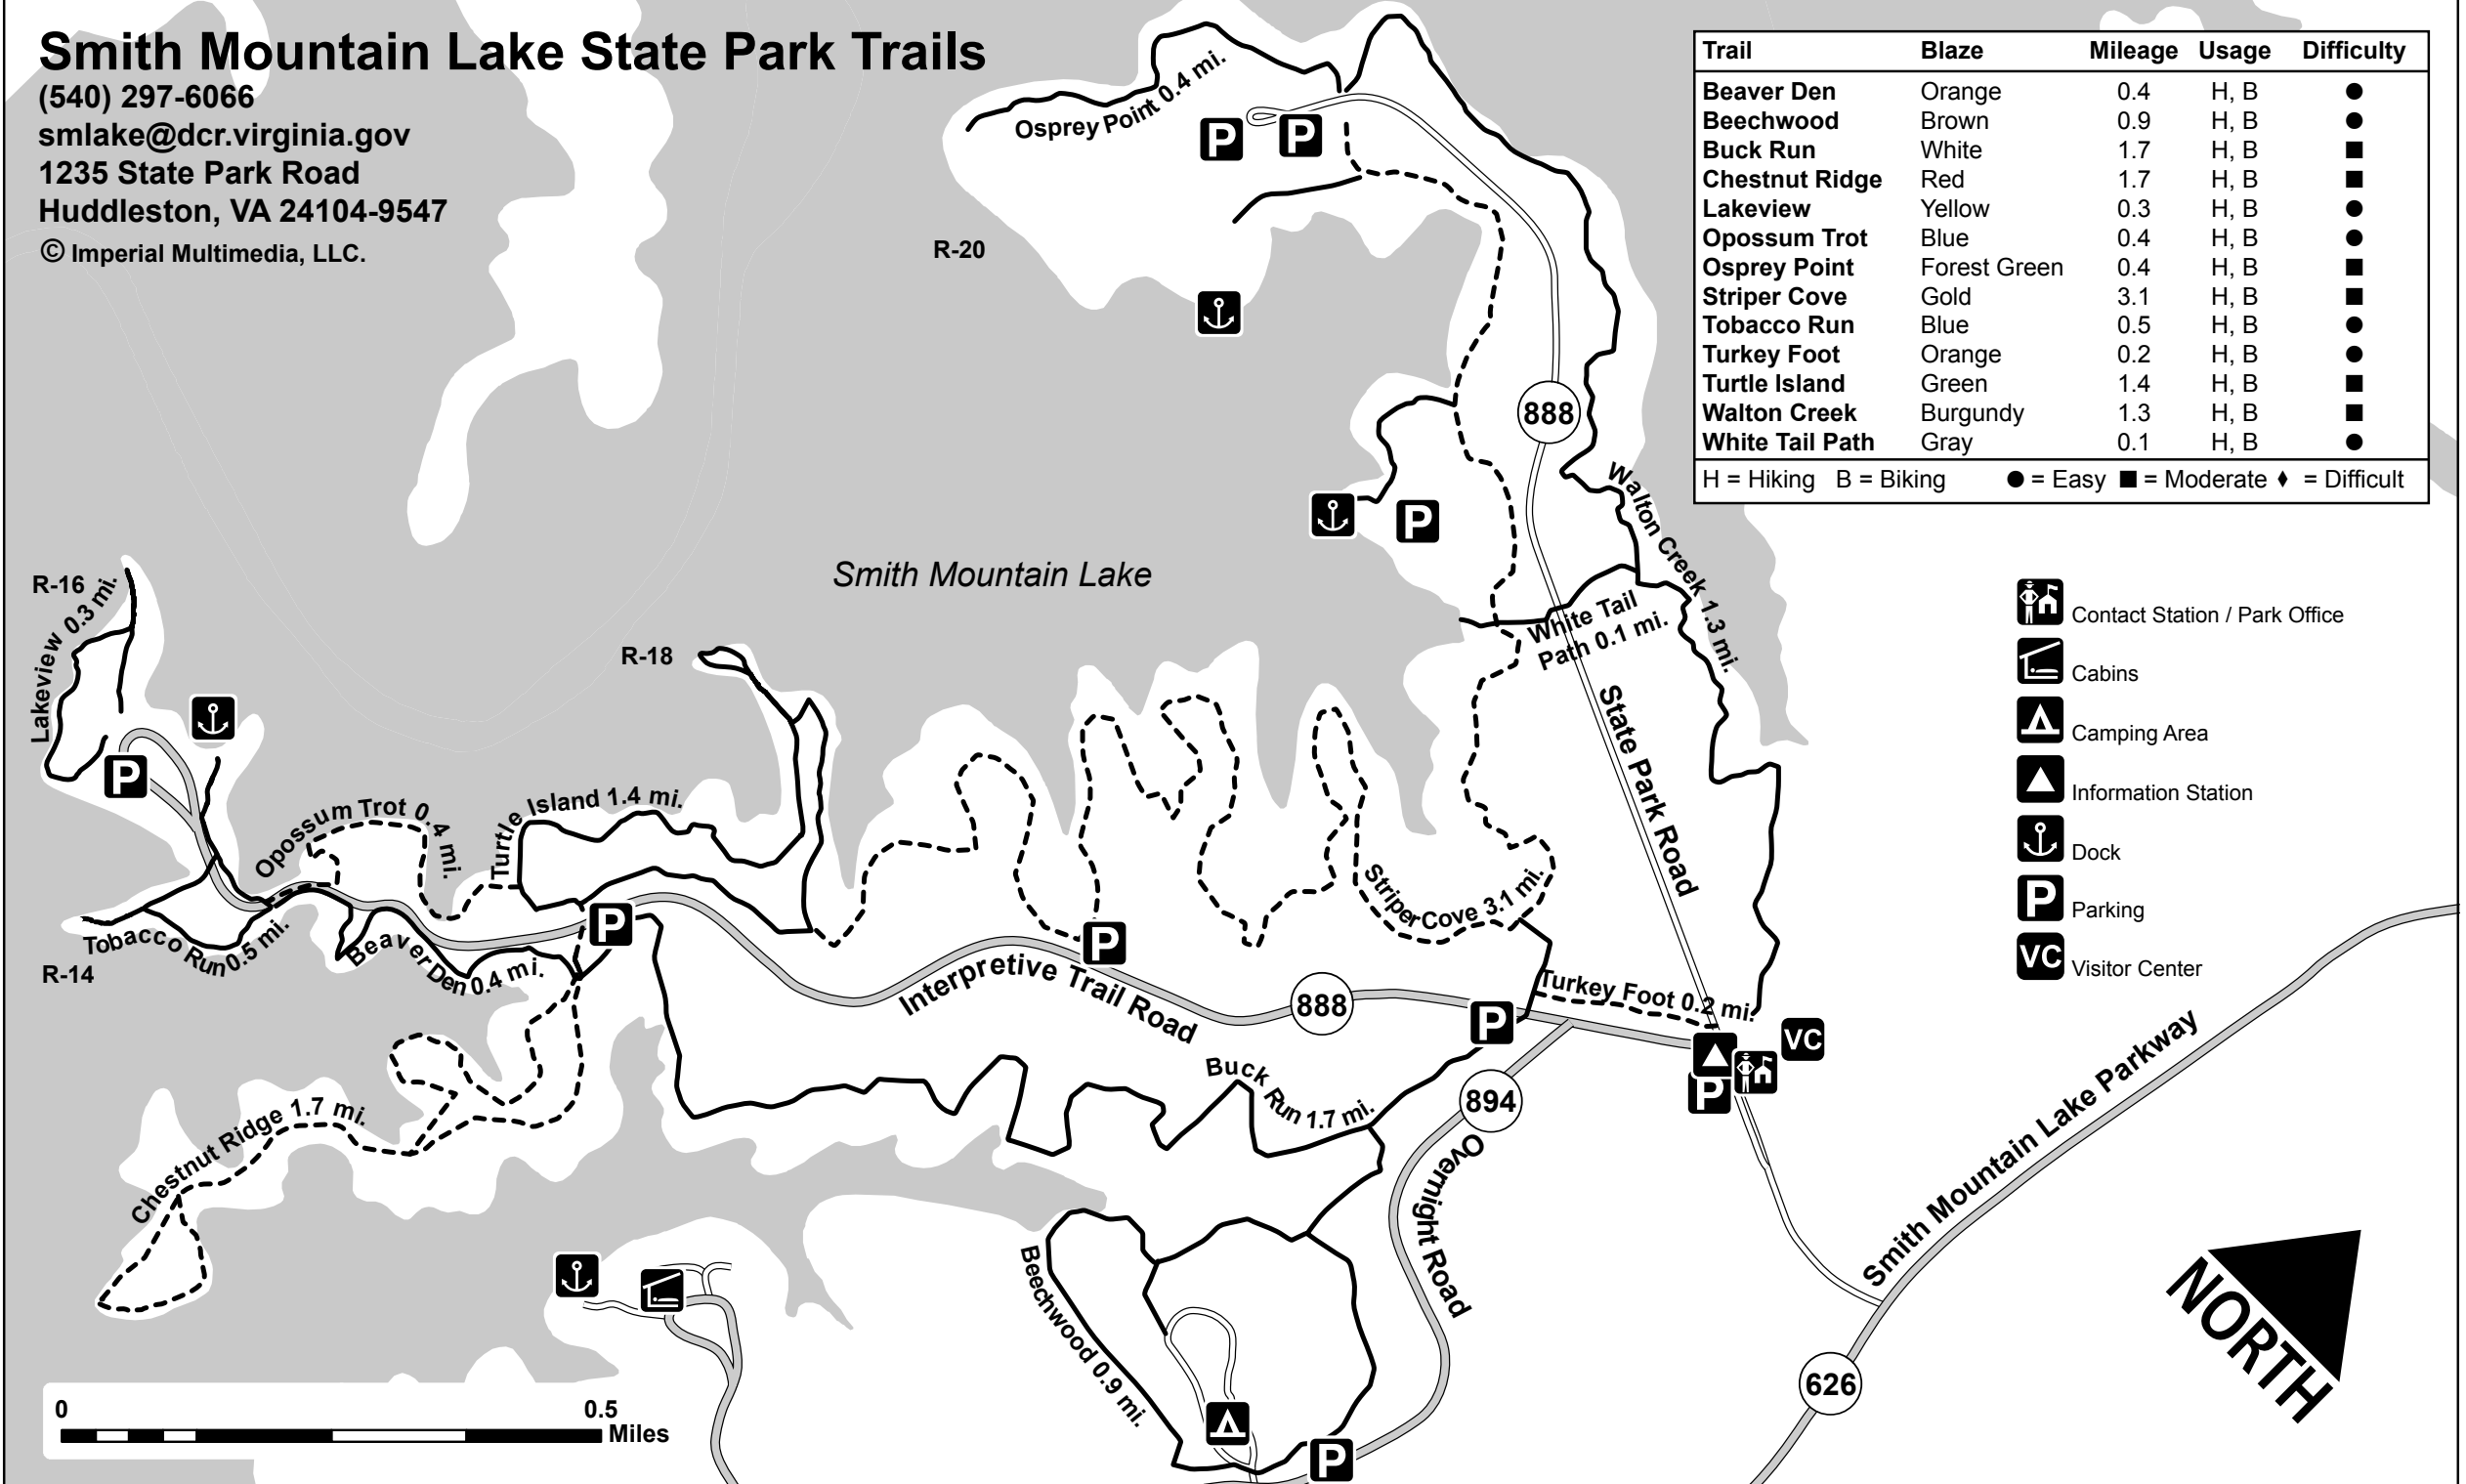 Smith Mountain Lake State Park Trails
(540) 297-6066
smlake@dcr.virginia.gov
1235 State Park Road
Huddleston, VA 24104-9547
© Imperial Multimedia, LLC.
Trail Blaze Mileage Usage Difficulty
Beaver Den Orange 0.4 H, B ●
Beechwood Brown 0.9 H, B ●
Buck Run White 1.7 H, B ■
Chestnut Ridge Red 1.7 H, B ■
Lakeview Yellow 0.3 H, B ●
Opossum Trot Blue 0.4 H, B ●
Osprey Point Forest Green 0.4 H, B ■
Striper Cove Gold 3.1 H, B ■
Tobacco Run Blue 0.5 H, B ●
Turkey Foot Orange 0.2 H, B ●
Turtle Island Green 1.4 H, B ■
Walton Creek Burgundy 1.3 H, B ■
White Tail Path Gray 0.1 H, B ●
H = Hiking B = Biking ● = Easy ■ = Moderate ♦ = Difficult
Osprey Point 0.4 mi.
P
P
R-20
888
Walton Creek 1.3 mi.
P
Smith Mountain Lake
R-16
Lakeview 0.3 mi.
White Tail
Path 0.1 mi.
R-18
State Park Road
P
Opossum Trot 0.4 mi.
Turtle Island 1.4 mi.
Striper Cove 3.1 mi.
P
P
Tobacco Run 0.5 mi.
R-14
Beaver Den 0.4 mi.
Interpretive Trail Road
888
P
Turkey Foot 0.2 mi.
VC
P
Buck Run 1.7 mi.
894
Overnight Road
Chestnut Ridge 1.7 mi.
Beechwood 0.9 mi.
P
Smith Mountain Lake Parkway
626
Contact Station / Park Office
Cabins
Camping Area
Information Station
Dock
P Parking
VC Visitor Center
NORTH
0 0.5
Miles